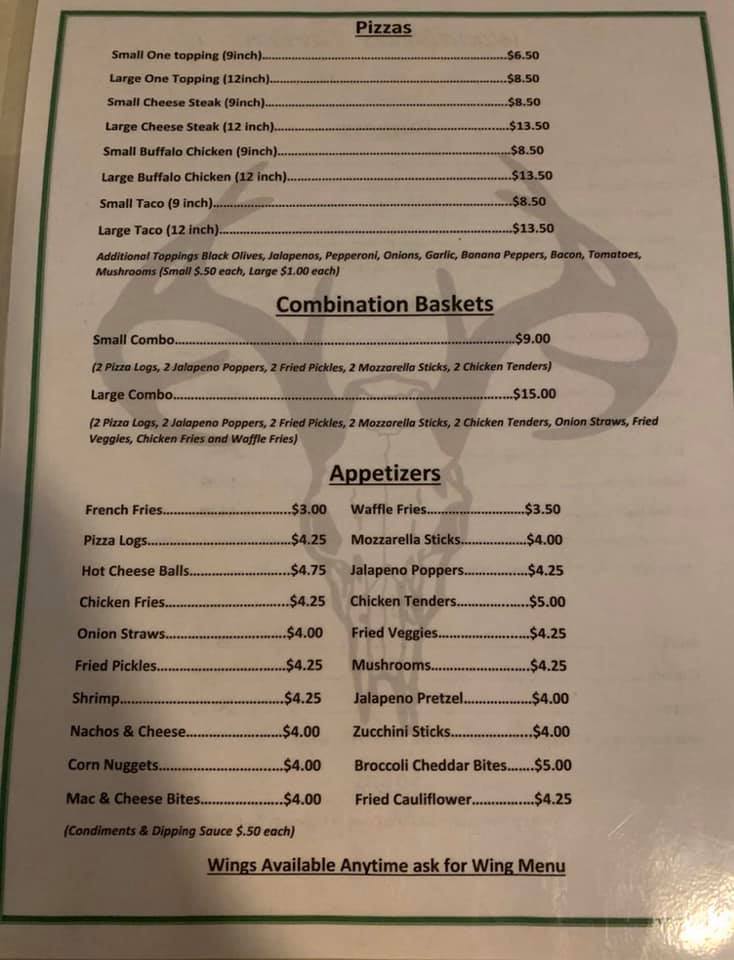 Pizzas
Small One topping (9inch)......$6.50
Large One Topping (12inch)......$8.50
Small Cheese Steak (9inch)......$8.50
Large Cheese Steak (12 inch)......$13.50
Small Buffalo Chicken (9inch)......$8.50
Large Buffalo Chicken (12 inch)......$13.50
Small Taco (9 inch)......$8.50
Large Taco (12 inch)......$13.50
Additional Toppings Black Olives, Jalapenos, Pepperoni, Onions, Garlic, Banana Peppers, Bacon, Tomatoes,
Mushrooms (Small $.50 each, Large $1.00 each)
Combination Baskets
Small Combo......$9.00
(2 Pizza Logs, 2 Jalapeno Poppers, 2 Fried Pickles, 2 Mozzarella Sticks, 2 Chicken Tenders)
Large Combo......$15.00
(2 Pizza Logs, 2 Jalapeno Poppers, 2 Fried Pickles, 2 Mozzarella Sticks, 2 Chicken Tenders, Onion Straws, Fried
Veggies, Chicken Fries and Waffle Fries)
Appetizers
French Fries......$3.00 Waffle Fries......$3.50
Pizza Logs......$4.25 Mozzarella Sticks......$4.00
Hot Cheese Balls......$4.75 Jalapeno Poppers......$4.25
Chicken Fries......$4.25 Chicken Tenders......$5.00
Onion Straws......$4.00 Fried Veggies......$4.25
Fried Pickles......$4.25 Mushrooms......$4.25
Shrimp......$4.25 Jalapeno Pretzel......$4.00
Nachos & Cheese......$4.00 Zucchini Sticks......$4.00
Corn Nuggets......$4.00 Broccoli Cheddar Bites......$5.00
Mac & Cheese Bites......$4.00 Fried Cauliflower......$4.25
(Condiments & Dipping Sauce $.50 each)
Wings Available Anytime ask for Wing Menu